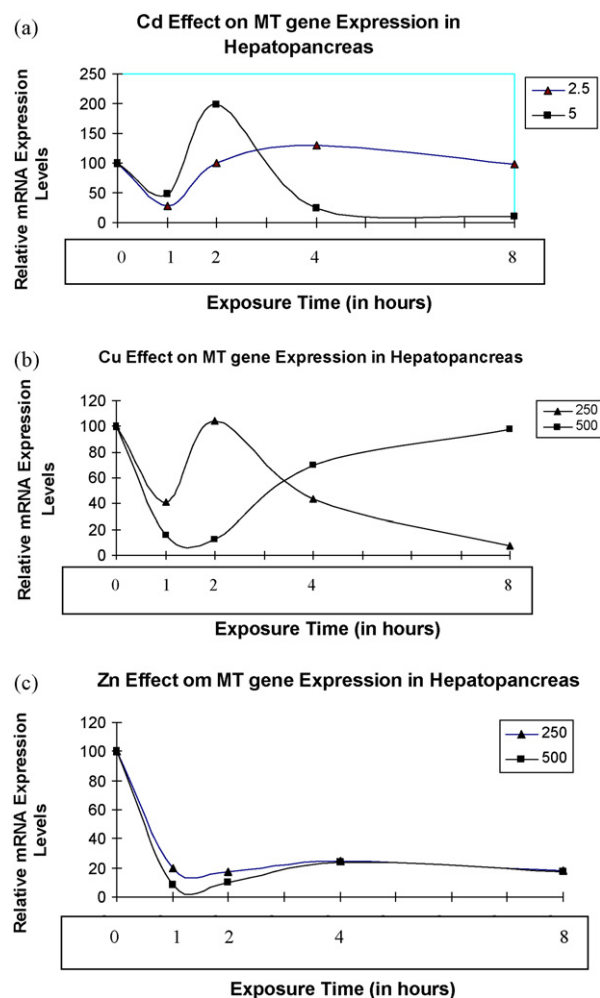 (a)
Cd Effect on MT gene Expression in
Hepatopancreas
Relative mRNA Expression
Levels
250
200
150
100
50
0
2.5
5
0 1 2 4 8
Exposure Time (in hours)
(b)
Cu Effect on MT gene Expression in Hepatopancreas
Relative mRNA Expression
Levels
120
100
80
60
40
20
0
250
500
0 1 2 4 8
Exposure Time (in hours)
(c)
Zn Effect om MT gene Expression in Hepatopancreas
Relative mRNA Expression
Levels
120
100
80
60
40
20
0
250
500
0 1 2 4 8
Exposure Time (in hours)